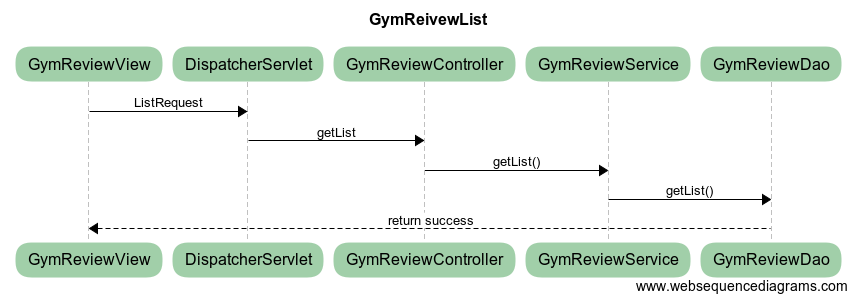 GymReivewList
GymReviewView DispatcherServlet GymReviewController GymReviewService GymReviewDao
ListRequest
getList
getList()
getList()
return success
GymReviewView DispatcherServlet GymReviewController GymReviewService GymReviewDao
www.websequencediagrams.com